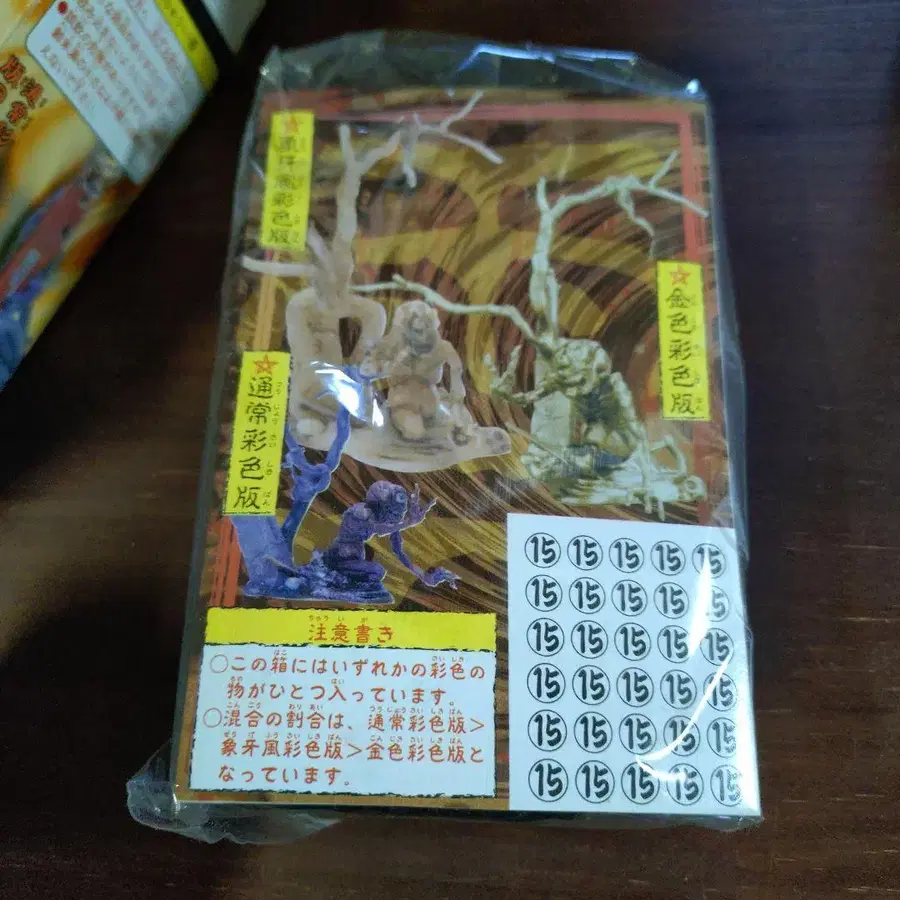 ★象牙風彩色版
★金色彩色版
★通常彩色版
注意書き
○この箱にはいずれかの彩色の
物がひとつ入っています。
○混合の割合は、通常彩色版>
象牙風彩色版>金色彩色版と
なっています。
⑮ ⑮ ⑮ ⑮ ⑮
⑮ ⑮ ⑮ ⑮ ⑮
⑮ ⑮ ⑮ ⑮ ⑮
⑮ ⑮ ⑮ ⑮ ⑮
⑮ ⑮ ⑮ ⑮ ⑮
⑮ ⑮ ⑮ ⑮ ⑮